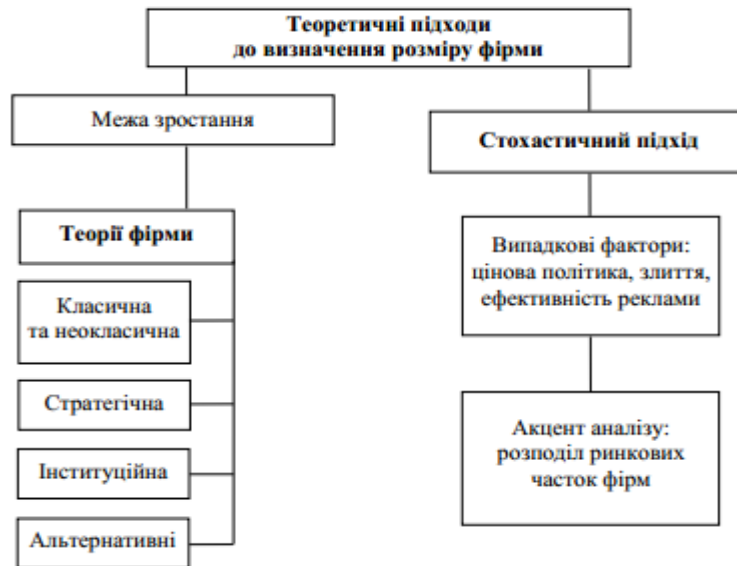 Теоретичні підходи
до визначення розміру фірми
Межа зростання
Теорії фірми
Класична
та неокласична
Стратегічна
Інституційна
Альтернативні
Стохастичний підхід
Випадкові фактори:
цінова політика, злиття,
ефективність реклами
Акцент аналізу:
розподіл ринкових
часток фірм